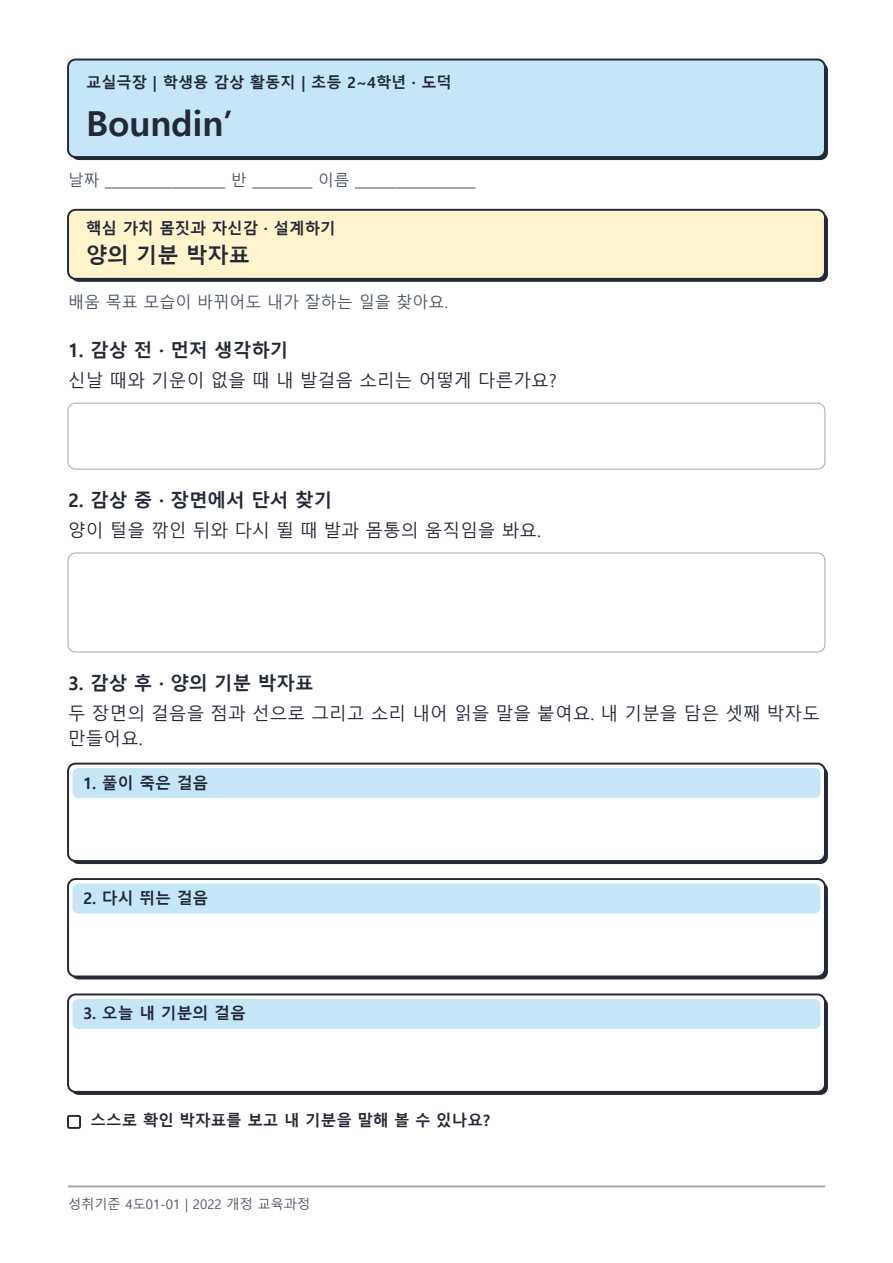 교실극장 | 학생용 감상 활동지 | 초등 2~4학년 · 도덕
Boundin’
날짜 _______________ 반 _______ 이름 _______________
핵심 가치 몸짓과 자신감 · 설계하기
양의 기분 박자표
배움 목표 모습이 바뀌어도 내가 잘하는 일을 찾아요.
1. 감상 전 · 먼저 생각하기
신날 때와 기운이 없을 때 내 발걸음 소리는 어떻게 다른가요?
2. 감상 중 · 장면에서 단서 찾기
양이 털을 깎인 뒤와 다시 뛸 때 발과 몸통의 움직임을 봐요.
3. 감상 후 · 양의 기분 박자표
두 장면의 걸음을 점과 선으로 그리고 소리 내어 읽을 말을 붙여요. 내 기분을 담은 셋째 박자도
만들어요.
1. 풀이 죽은 걸음
2. 다시 뛰는 걸음
3. 오늘 내 기분의 걸음
스스로 확인 박자표를 보고 내 기분을 말해 볼 수 있나요?
성취기준 4도01-01 | 2022 개정 교육과정